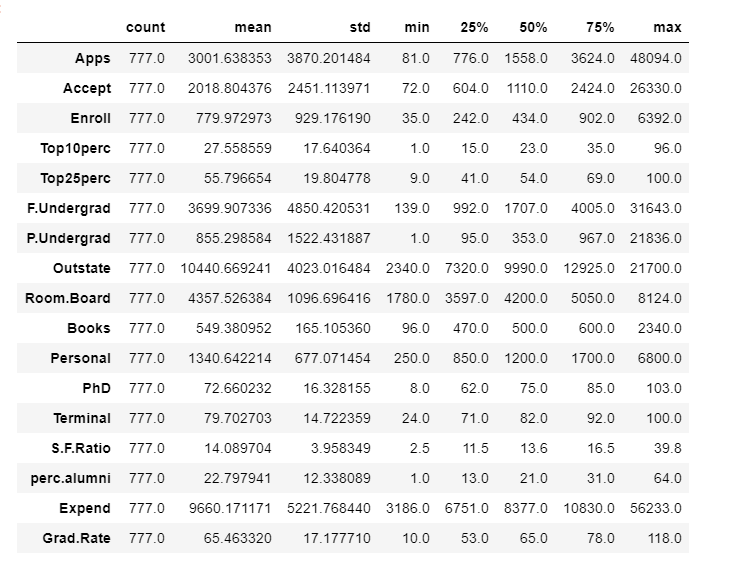 count mean std min 25% 50% 75% max
Apps 777.0 3001.638353 3870.201484 81.0 776.0 1558.0 3624.0 48094.0
Accept 777.0 2018.804376 2451.113971 72.0 604.0 1110.0 2424.0 26330.0
Enroll 777.0 779.972973 929.176190 35.0 242.0 434.0 902.0 6392.0
Top10perc 777.0 27.558559 17.640364 1.0 15.0 23.0 35.0 96.0
Top25perc 777.0 55.796654 19.804778 9.0 41.0 54.0 69.0 100.0
F.Undergrad 777.0 3699.907336 4850.420531 139.0 992.0 1707.0 4005.0 31643.0
P.Undergrad 777.0 855.298584 1522.431887 1.0 95.0 353.0 967.0 21836.0
Outstate 777.0 10440.669241 4023.016484 2340.0 7320.0 9990.0 12925.0 21700.0
Room.Board 777.0 4357.526384 1096.696416 1780.0 3597.0 4200.0 5050.0 8124.0
Books 777.0 549.380952 165.105360 96.0 470.0 500.0 600.0 2340.0
Personal 777.0 1340.642214 677.071454 250.0 850.0 1200.0 1700.0 6800.0
PhD 777.0 72.660232 16.328155 8.0 62.0 75.0 85.0 103.0
Terminal 777.0 79.702703 14.722359 24.0 71.0 82.0 92.0 100.0
S.F.Ratio 777.0 14.089704 3.958349 2.5 11.5 13.6 16.5 39.8
perc.alumni 777.0 22.797941 12.338089 1.0 13.0 21.0 31.0 64.0
Expend 777.0 9660.171171 5221.768440 3186.0 6751.0 8377.0 10830.0 56233.0
Grad.Rate 777.0 65.463320 17.177710 10.0 53.0 65.0 78.0 118.0